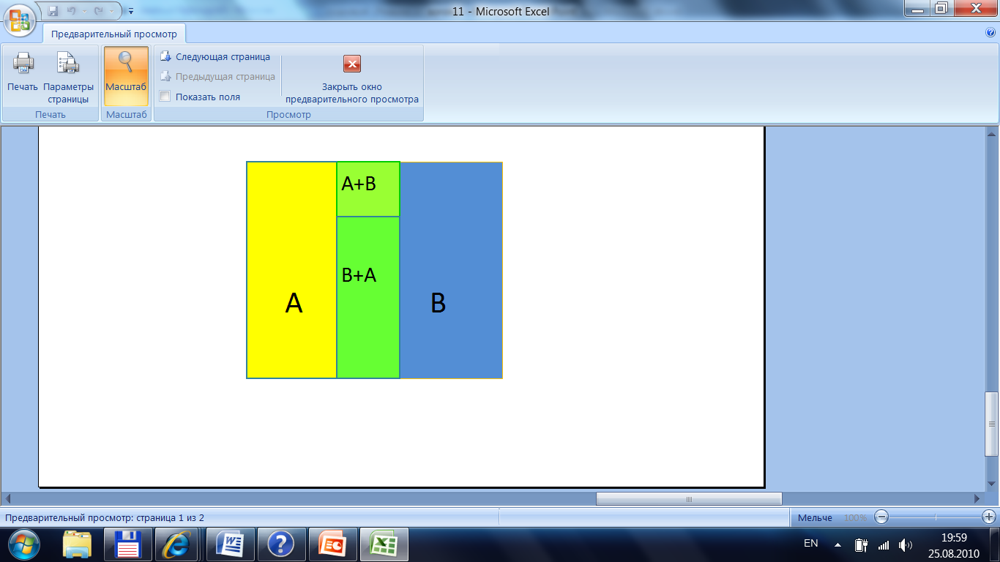 11 - Microsoft Excel
Предварительный просмотр
Печать
Параметры
страницы
Масштаб
Следующая страница
Предыдущая страница
Показать поля
Закрыть окно
предварительного просмотра
Печать
Масштаб
Просмотр
A+B
B+A
A
B
Предварительный просмотр: страница 1 из 2
Мельче
100%
EN
19:59
25.08.2010